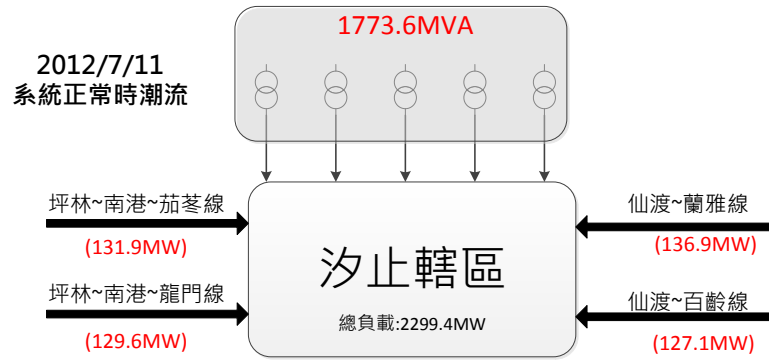 1773.6MVA
2012/7/11
系統正常時潮流
坪林~南港~茄苳線
(131.9MW)
仙渡~蘭雅線
(136.9MW)
汐止轄區
總負載:2299.4MW
坪林~南港~龍門線
(129.6MW)
仙渡~百齡線
(127.1MW)